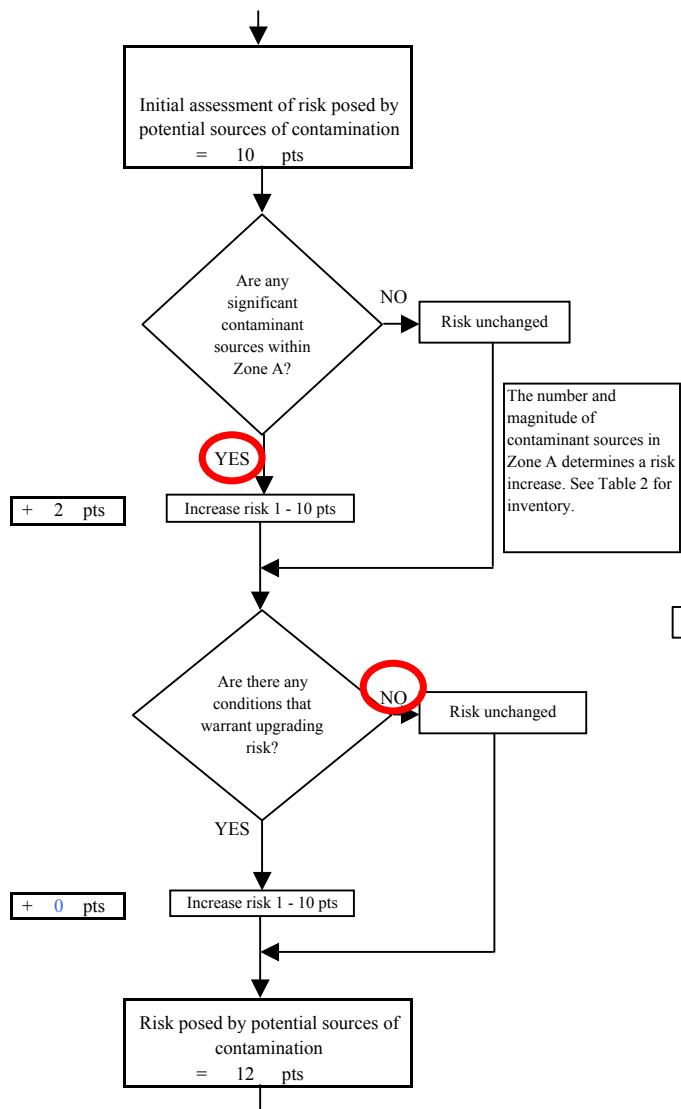 Initial assessment of risk posed by
potential sources of contamination
= 10 pts
Are any
significant
contaminant
sources within
Zone A?
NO
Risk unchanged
The number and
magnitude of
contaminant sources in
Zone A determines a risk
increase. See Table 2 for
inventory.
YES
+ 2 pts
Increase risk 1 - 10 pts
Are there any
conditions that
warrant upgrading
risk?
NO
Risk unchanged
YES
+ 0 pts
Increase risk 1 - 10 pts
Risk posed by potential sources of
contamination
= 12 pts